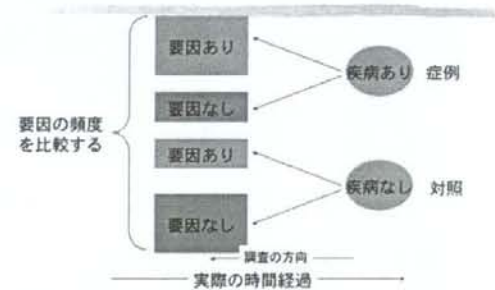 要因あり
疾病あり 症例
要因なし
要因の頻度
を比較する
要因あり
疾病なし 対照
要因なし
調査の方向
実際の時間経過